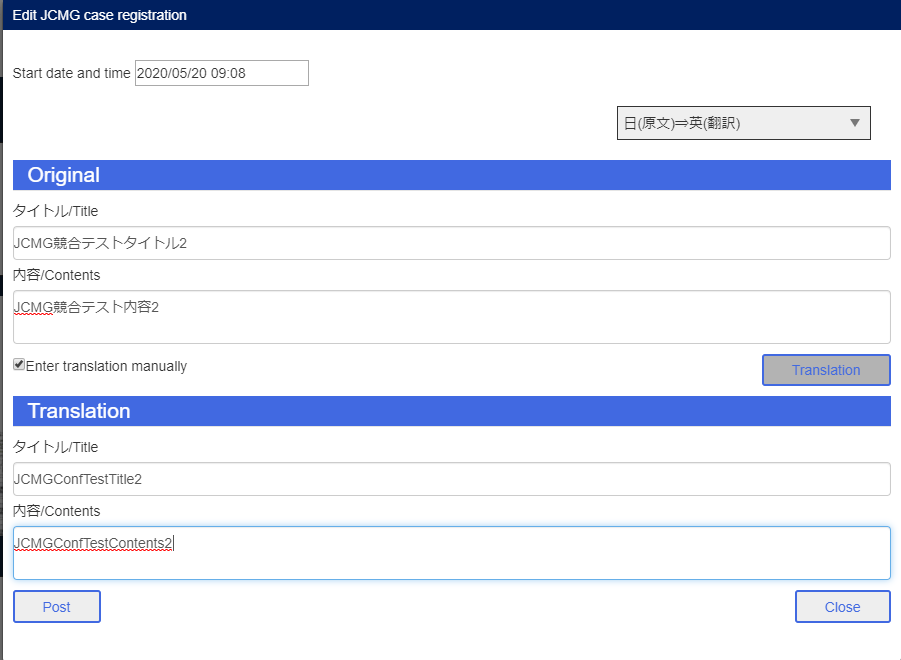 Edit JCMG case registration
Start date and time 2020/05/20 09:08
日(原文)⇒英(翻訳)
Original
タイトル/Title
JCMG競合テストタイトル2
内容/Contents
JCMG競合テスト内容2
Enter translation manually
Translation
Translation
タイトル/Title
JCMGConfTestTitle2
内容/Contents
JCMGConfTestContents2
Post Close